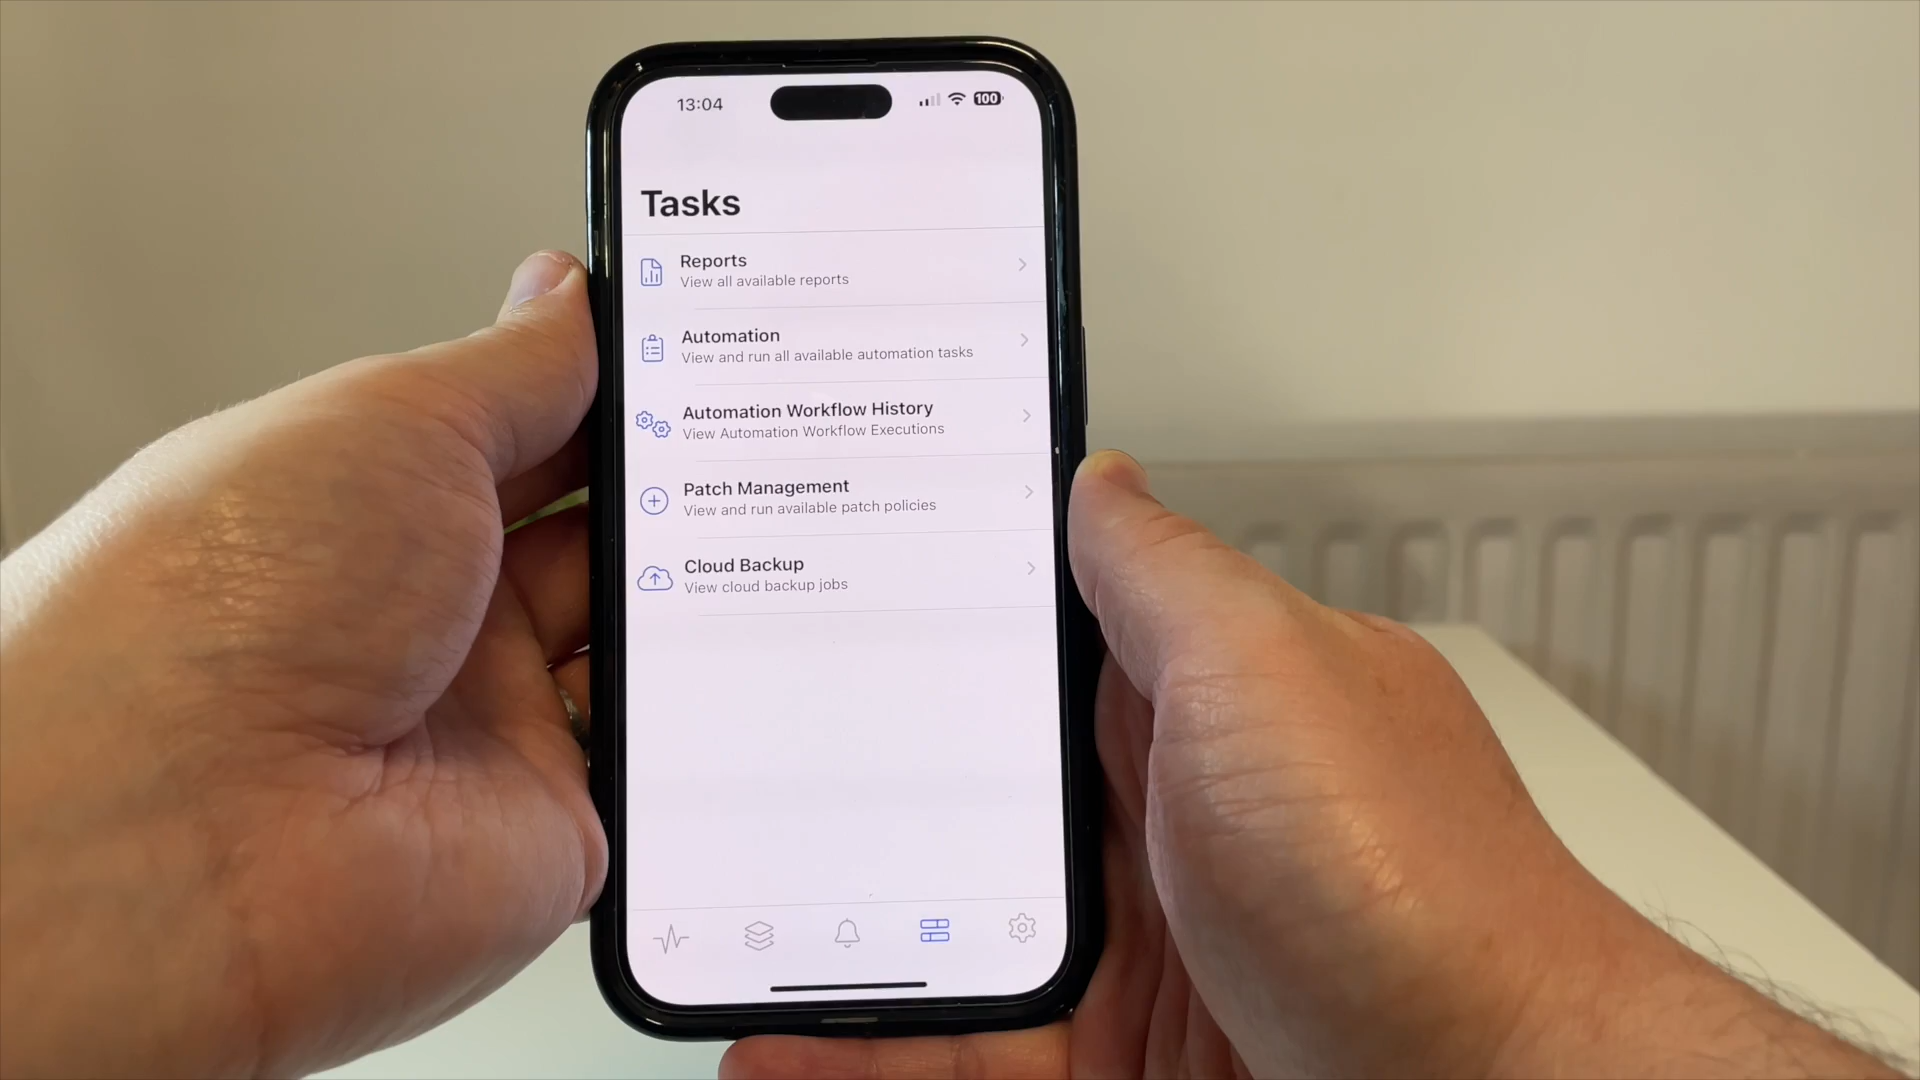 13:04
100
Tasks
Reports
View all available reports
Automation
View and run all available automation tasks
Automation Workflow History
View Automation Workflow Executions
Patch Management
View and run available patch policies
Cloud Backup
View cloud backup jobs